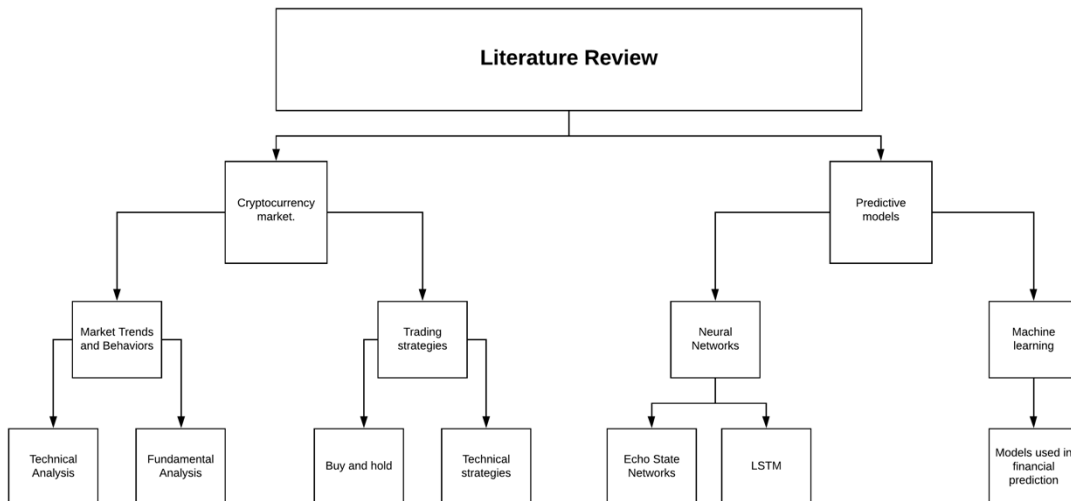 Literature Review
Cryptocurrency
market.
Predictive
models
Market Trends
and Behaviors
Trading
strategies
Neural
Networks
Machine
learning
Technical
Analysis
Fundamental
Analysis
Buy and hold
Technical
strategies
Echo State
Networks
LSTM
Models used in
financial
prediction